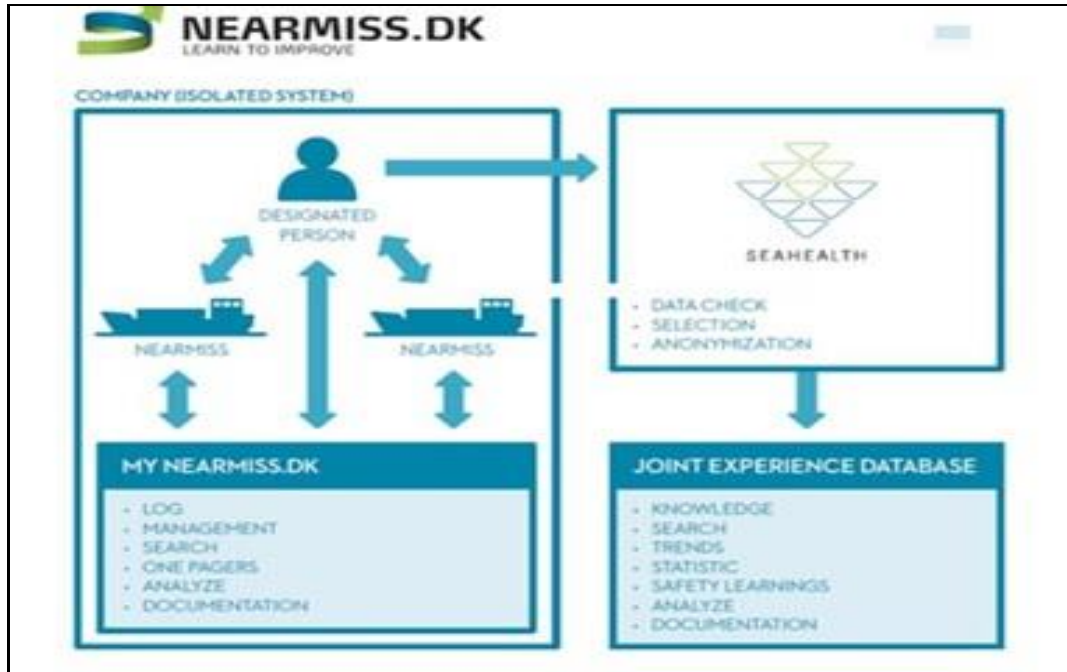 NEARMISS.DK
LEARN TO IMPROVE
COMPANY (ISOLATED SYSTEM)
DESIGNATED
PERSON
NEARMISS
NEARMISS
MY NEARMISS.DK
- LOG
- MANAGEMENT
- SEARCH
- ONE PAGERS
- ANALYZE
- DOCUMENTATION
SEAHEALTH
- DATA CHECK
- SELECTION
- ANONYMIZATION
JOINT EXPERIENCE DATABASE
- KNOWLEDGE
- SEARCH
- TRENDS
- STATISTIC
- SAFETY LEARNINGS
- ANALYZE
- DOCUMENTATION